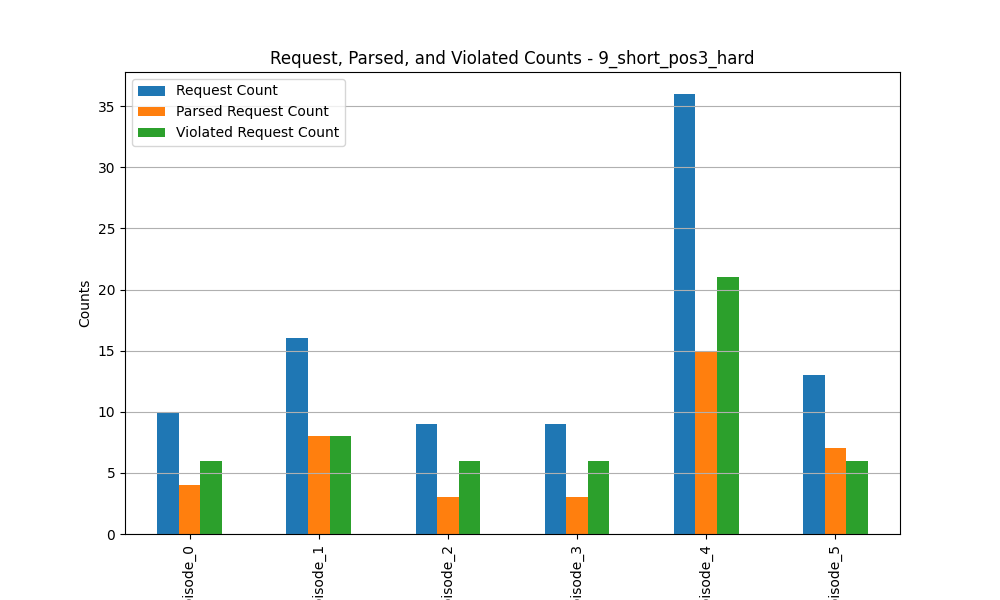 Request, Parsed, and Violated Counts - 9_short_pos3_hard
Request Count
Parsed Request Count
Violated Request Count
Counts
35
30
25
20
15
10
5
0
isode_0
isode_1
isode_2
isode_3
isode_4
isode_5